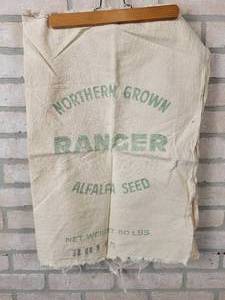 NORTHERN GROWN
RANGER
ALFALFA SEED
NET WEIGHT 60 LBS.